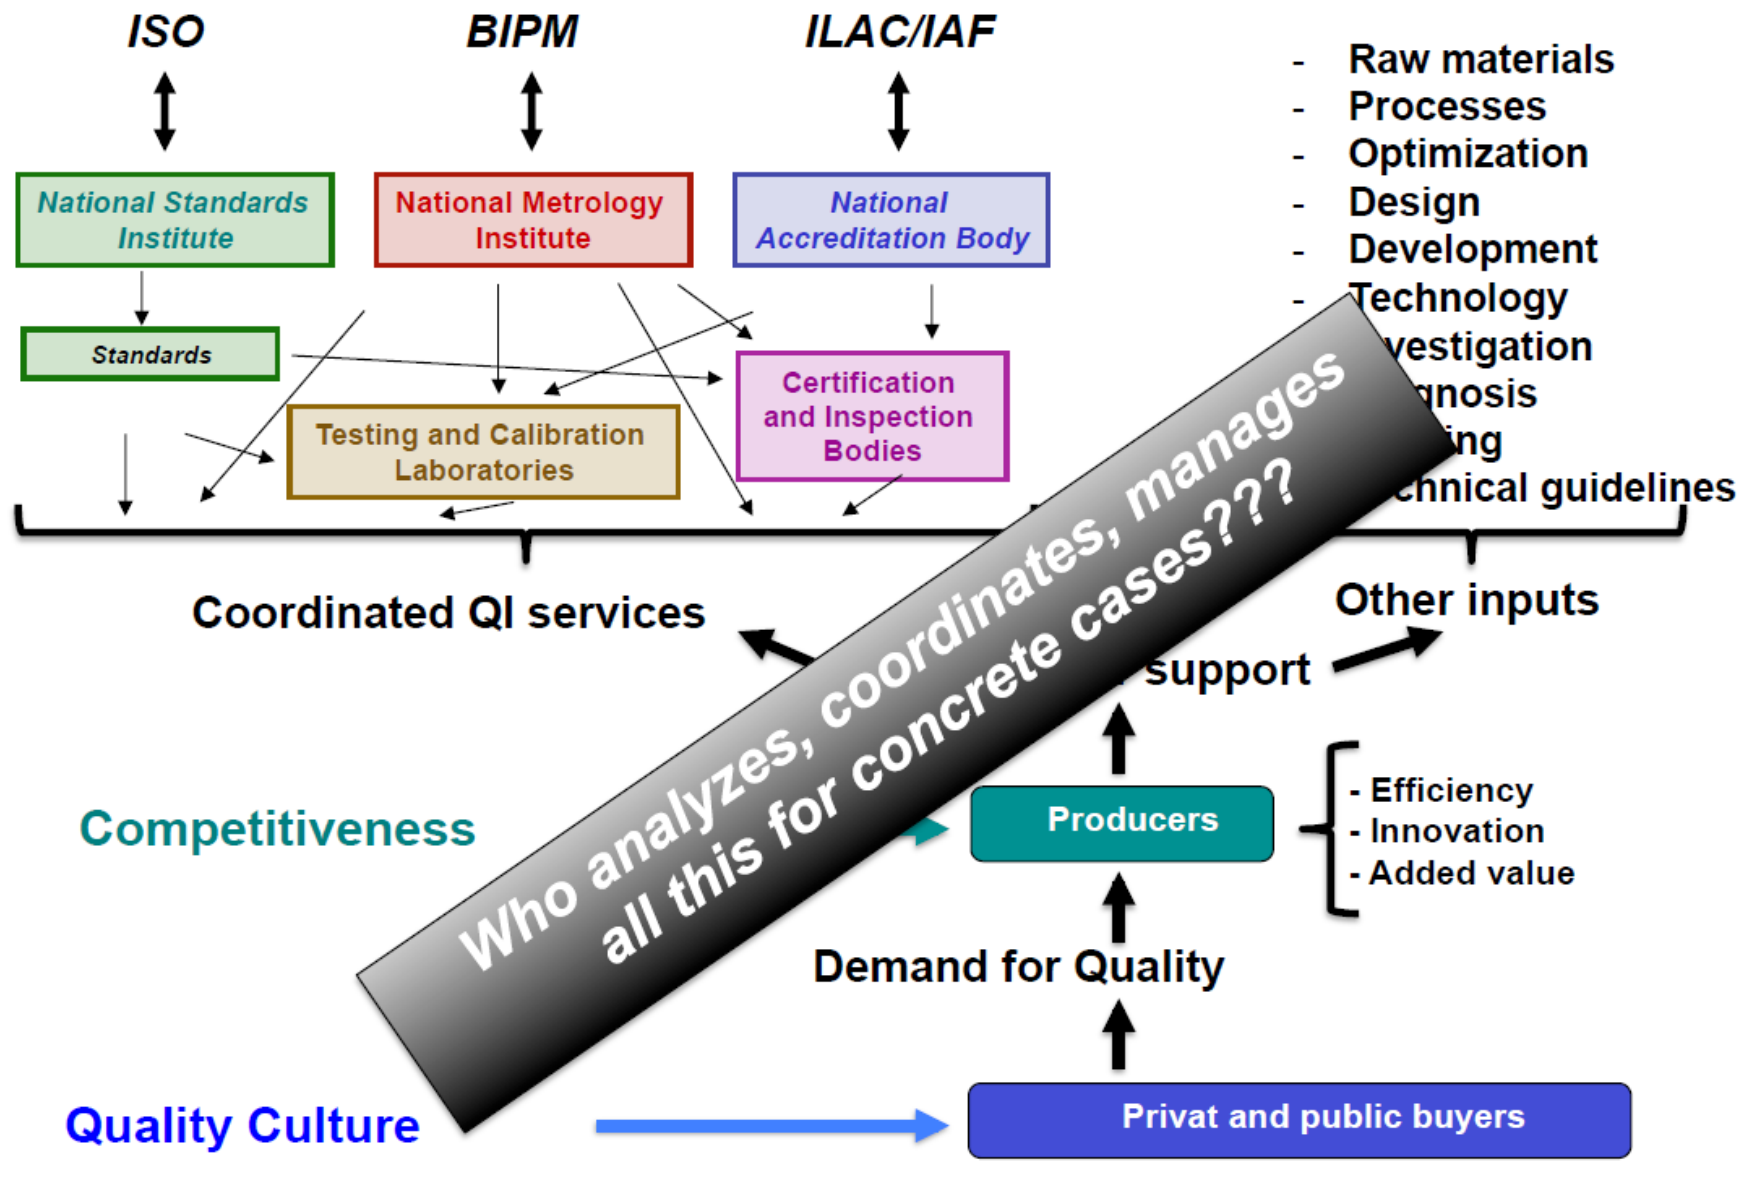 ISO
BIPM
ILAC/IAF
National Standards
Institute
National Metrology
Institute
National
Accreditation Body
Standards
Testing and Calibration
Laboratories
Certification
and Inspection
Bodies
- Raw materials
- Processes
- Optimization
- Design
- Development
- Technology
guidelines
Coordinated QI services
Other inputs
support
Who analyzes, coordinates, manages
all this for concrete cases???
Competitiveness
Producers
- Efficiency
- Innovation
- Added value
Demand for Quality
Quality Culture
Privat and public buyers